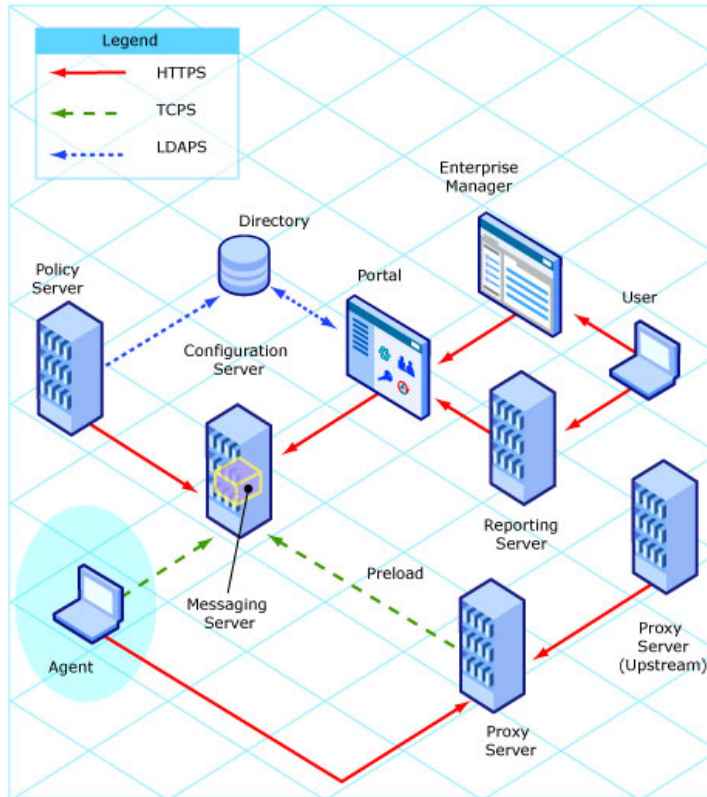 Legend
HTTPS
TCPS
LDAPS
Enterprise
Manager
Directory
Policy
Server
Portal
User
Configuration
Server
Reporting
Server
Preload
Messaging
Server
Proxy
Server
(Upstream)
Agent
Proxy
Server